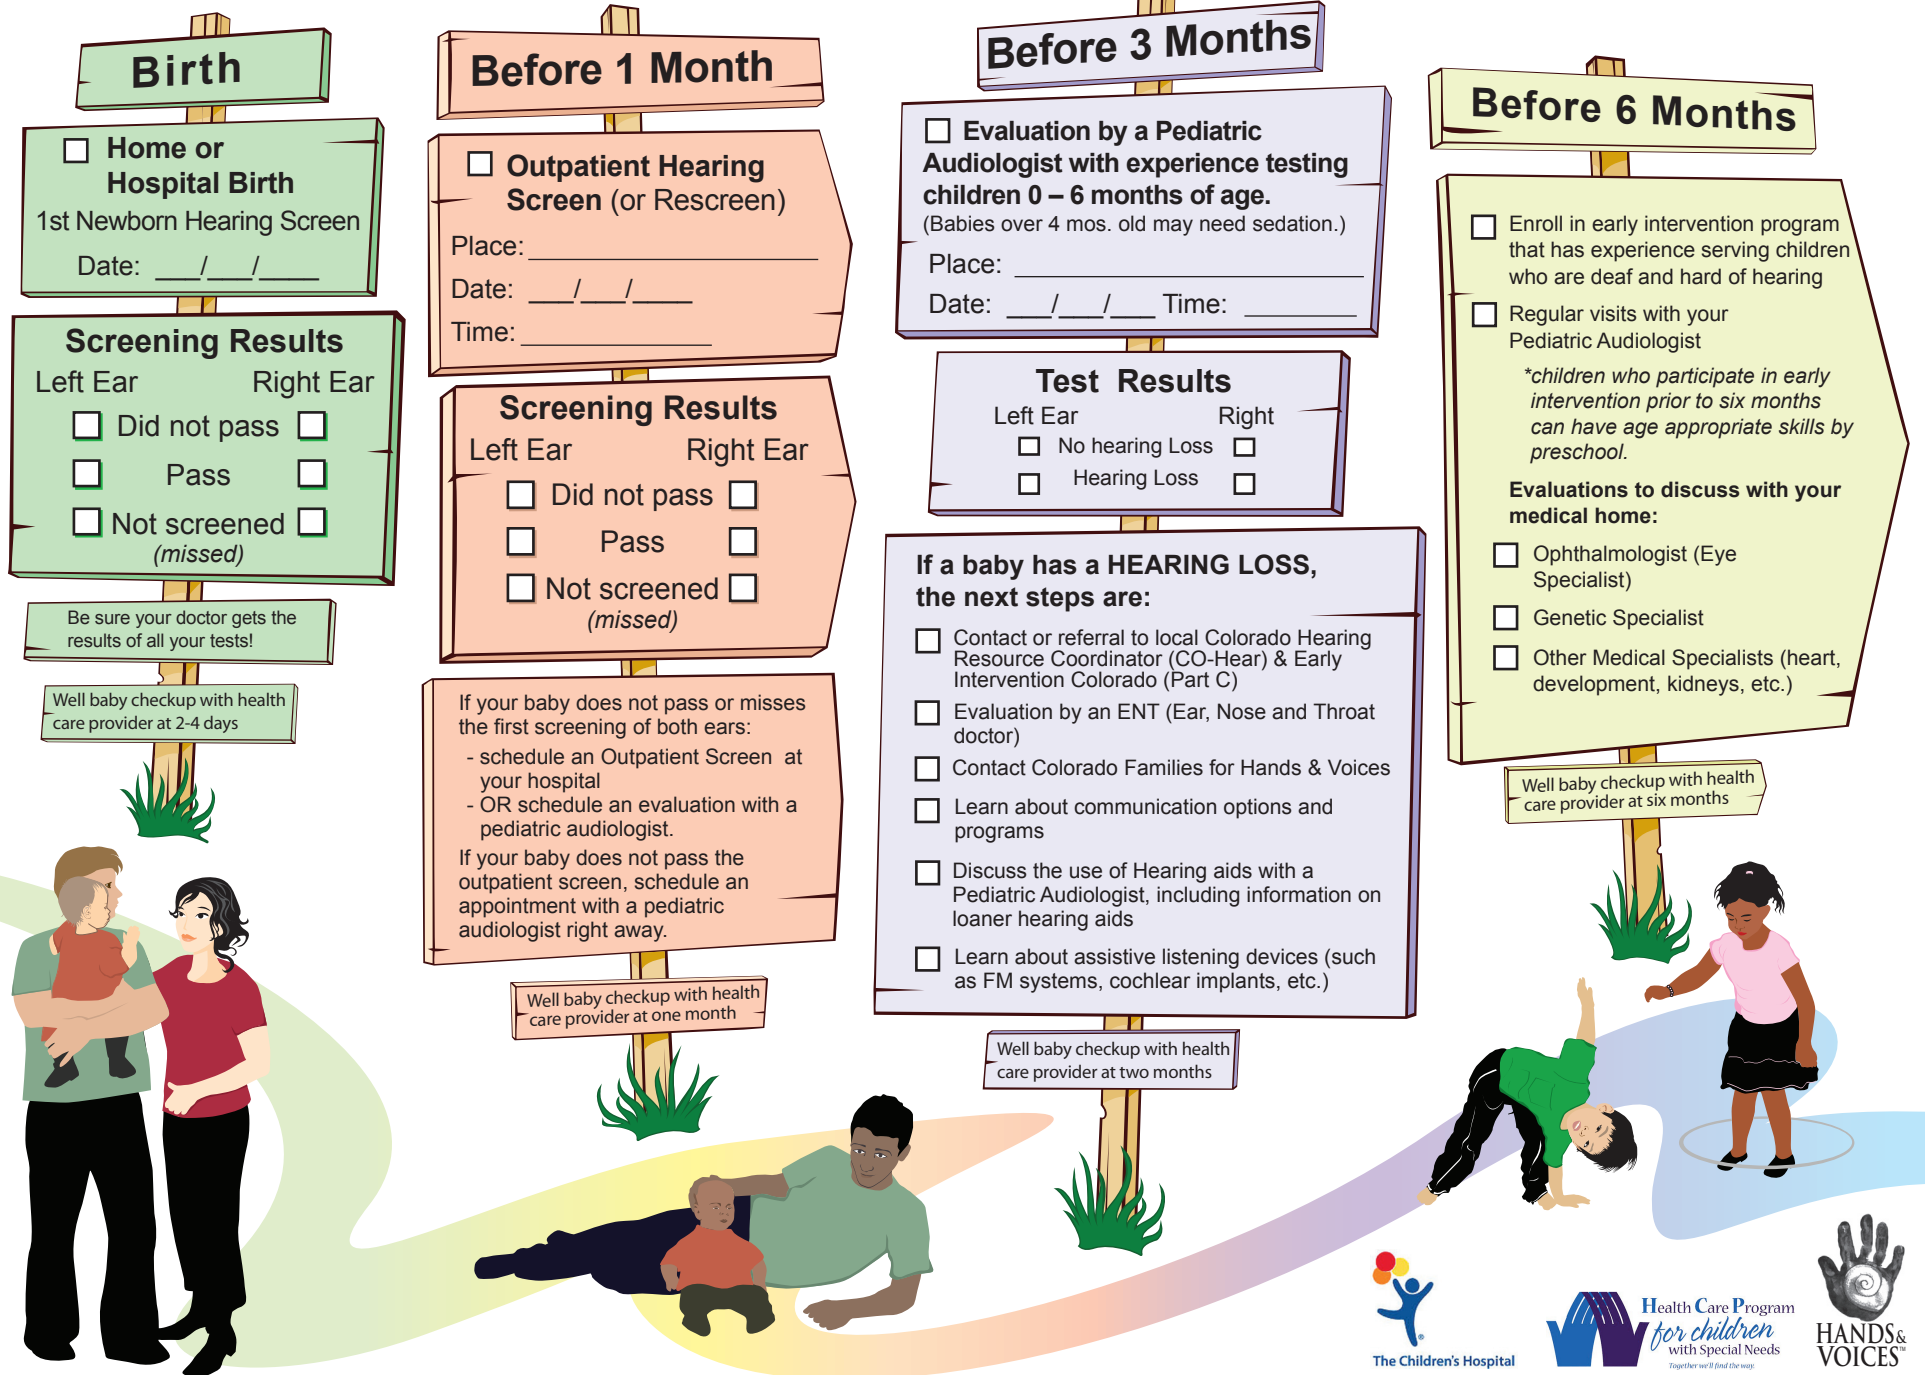 Birth
Home or
Hospital Birth
1st Newborn Hearing Screen
Date: ___/___/____
Screening Results
Left Ear Right Ear
Did not pass
Pass
Not screened
(missed)
Be sure your doctor gets the
results of all your tests!
Well baby checkup with health
care provider at 2-4 days
Before 1 Month
Outpatient Hearing
Screen (or Rescreen)
Place: ____________________
Date: ___/___/____
Time: _____________
Screening Results
Left Ear Right Ear
Did not pass
Pass
Not screened
(missed)
If your baby does not pass or misses
the first screening of both ears:
- schedule an Outpatient Screen at
your hospital
- OR schedule an evaluation with a
pediatric audiologist.
If your baby does not pass the
outpatient screen, schedule an
appointment with a pediatric
audiologist right away.
Well baby checkup with health
care provider at one month
Before 3 Months
Evaluation by a Pediatric
Audiologist with experience testing
children 0 – 6 months of age.
(Babies over 4 mos. old may need sedation.)
Place: ________________________
Date: ___/___/___ Time: ________
Test Results
Left Ear Right
No hearing Loss
Hearing Loss
If a baby has a HEARING LOSS,
the next steps are:
Contact or referral to local Colorado Hearing
Resource Coordinator (CO-Hear) & Early
Intervention Colorado (Part C)
Evaluation by an ENT (Ear, Nose and Throat
doctor)
Contact Colorado Families for Hands & Voices
Learn about communication options and
programs
Discuss the use of Hearing aids with a
Pediatric Audiologist, including information on
loaner hearing aids
Learn about assistive listening devices (such
as FM systems, cochlear implants, etc.)
Well baby checkup with health
care provider at two months
Before 6 Months
Enroll in early intervention program
that has experience serving children
who are deaf and hard of hearing
Regular visits with your
Pediatric Audiologist
*children who participate in early
intervention prior to six months
can have age appropriate skills by
preschool.
Evaluations to discuss with your
medical home:
Ophthalmologist (Eye
Specialist)
Genetic Specialist
Other Medical Specialists (heart,
development, kidneys, etc.)
Well baby checkup with health
care provider at six months
The Children's Hospital
Health Care Program
for children
with Special Needs
Together we'll find the way.
HANDS&
VOICES™